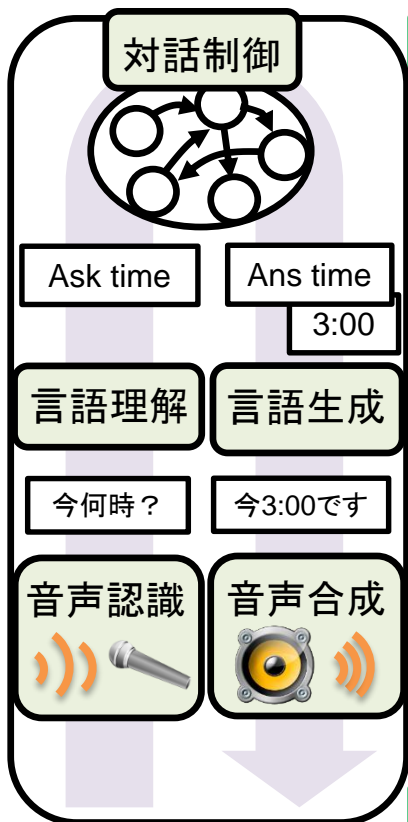 対話制御
Ask time
Ans time
3:00
言語理解
言語生成
今何時？
今3:00です
音声認識
音声合成